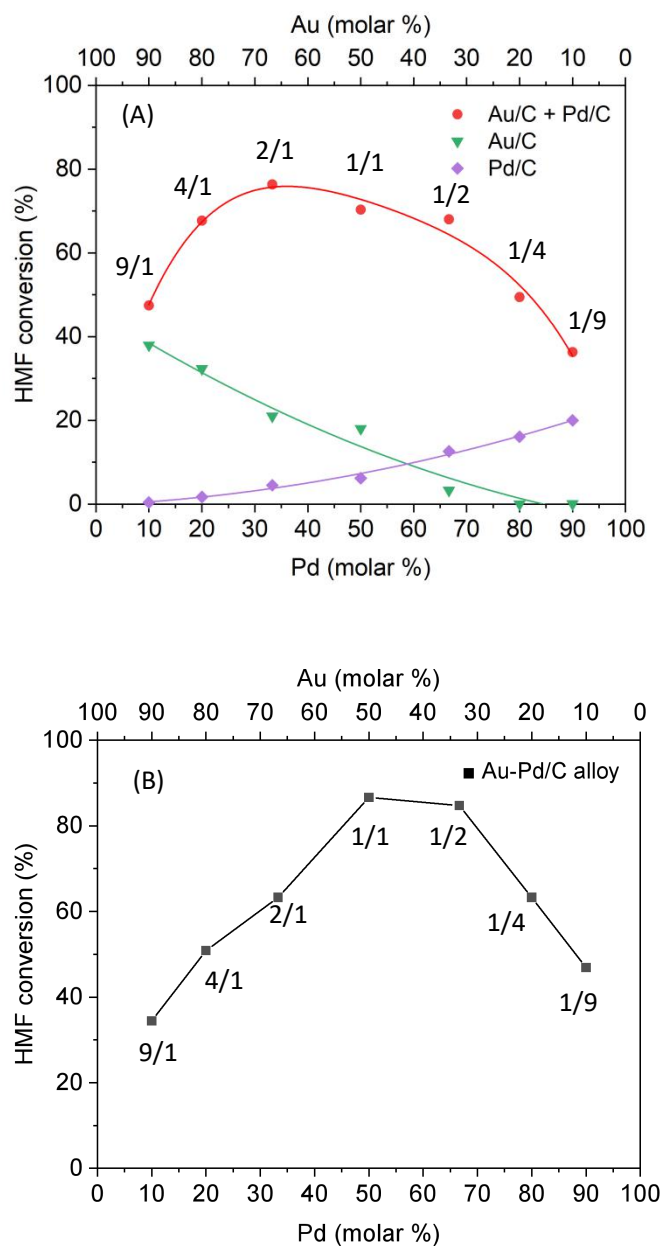 Au (molar %)
100 90 80 70 60 50 40 30 20 10 0
100
(A)
Au/C + Pd/C
Au/C
Pd/C
2/1
1/1
4/1
1/2
80
1/4
9/1
60
1/9
HMF conversion (%)
40
20
0
0 10 20 30 40 50 60 70 80 90 100
Pd (molar %)
Au (molar %)
100 90 80 70 60 50 40 30 20 10 0
100
(B)
Au-Pd/C alloy
80
1/1
1/2
60
2/1
1/4
4/1
HMF conversion (%)
40
1/9
9/1
20
0
0 10 20 30 40 50 60 70 80 90 100
Pd (molar %)